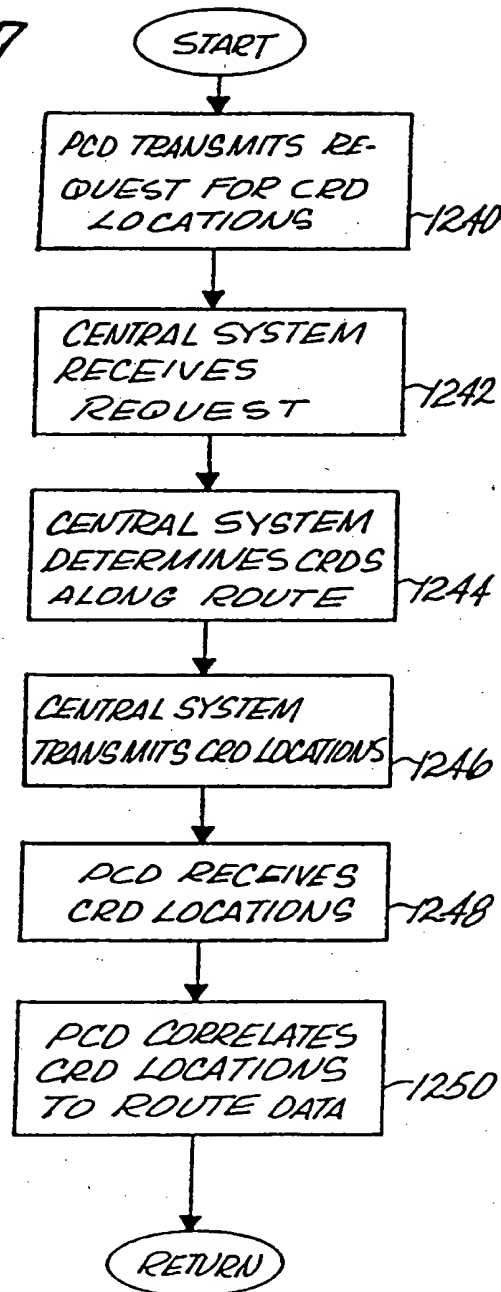 7
START
PCD TRANSMITS RE-
QUEST FOR CRD
LOCATIONS
1240
CENTRAL SYSTEM
RECEIVES
REQUEST
1242
CENTRAL SYSTEM
DETERMINES CRDS
ALONG ROUTE
1244
CENTRAL SYSTEM
TRANSMITS CRD LOCATIONS
1246
PCD RECEIVES
CRD LOCATIONS
1248
PCD CORRELATES
CRD LOCATIONS
TO ROUTE DATA
1250
RETURN